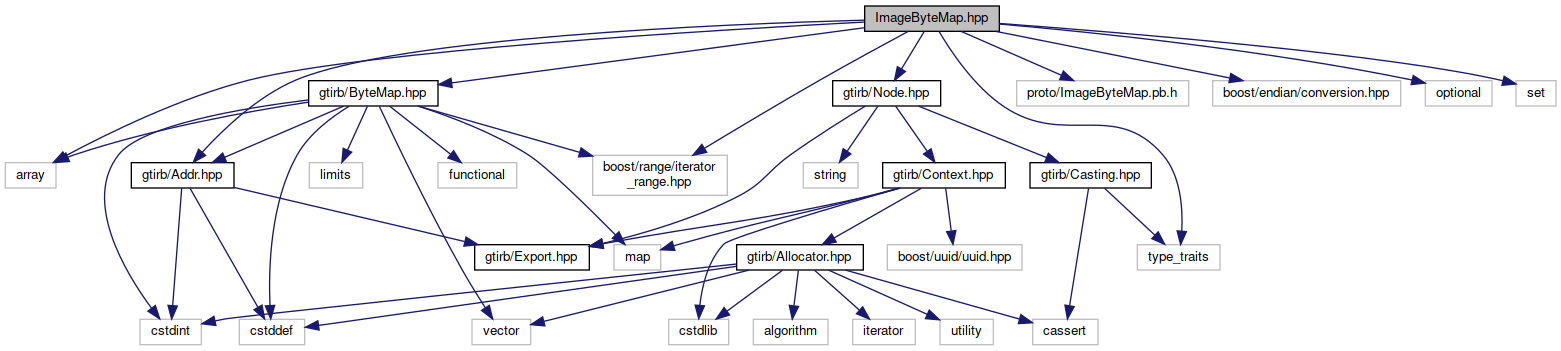 ImageByteMap.hpp
gtirb/ByteMap.hpp
gtirb/Node.hpp
proto/ImageByteMap.pb.h
boost/endian/conversion.hpp
optional
set
array
gtirb/Addr.hpp
limits
functional
boost/range/iterator
_range.hpp
string
gtirb/Context.hpp
gtirb/Casting.hpp
gtirb/Export.hpp
map
gtirb/Allocator.hpp
boost/uuid/uuid.hpp
type_traits
cstdint
cstddef
vector
cstdlib
algorithm
iterator
utility
cassert